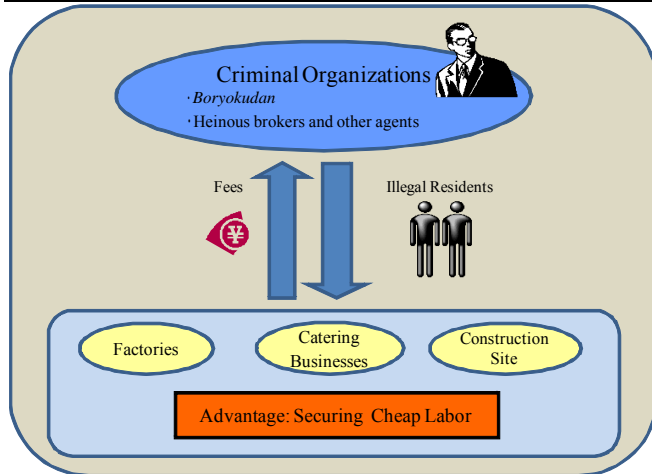 Criminal Organizations
·Boryokudan
·Heinous brokers and other agents
Fees
Illegal Residents
¥
Factories
Catering
Businesses
Construction
Site
Advantage: Securing Cheap Labor